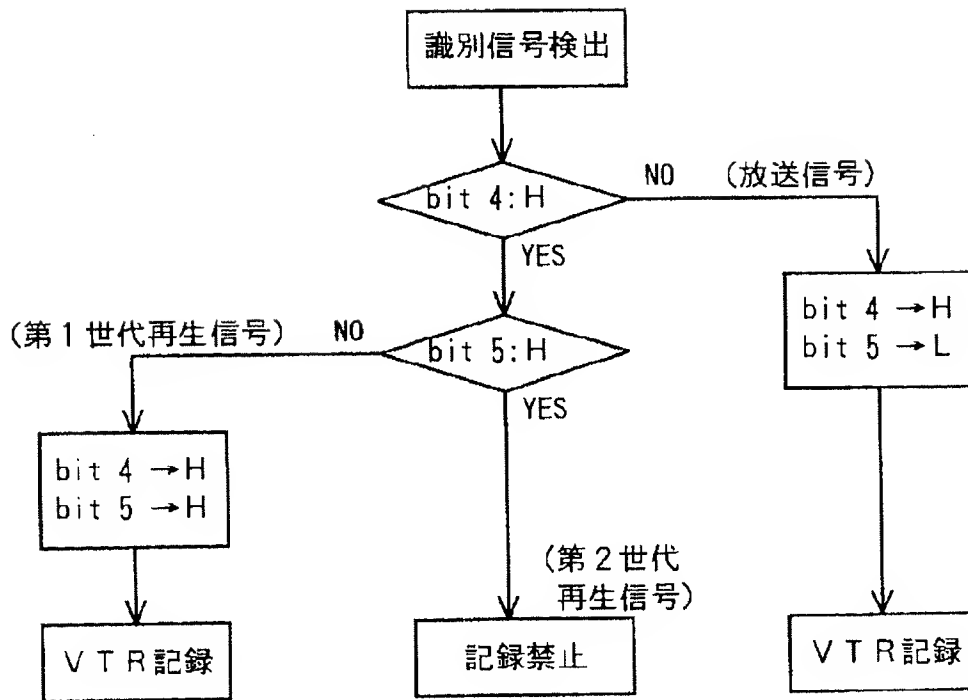 識別信号検出
bit 4:H
NO (放送信号)
YES
bit 4 →H
bit 5 →L
(第1世代再生信号) NO
bit 5:H
YES
bit 4 →H
bit 5 →H
(第2世代
再生信号)
VTR記録
記録禁止
VTR記録